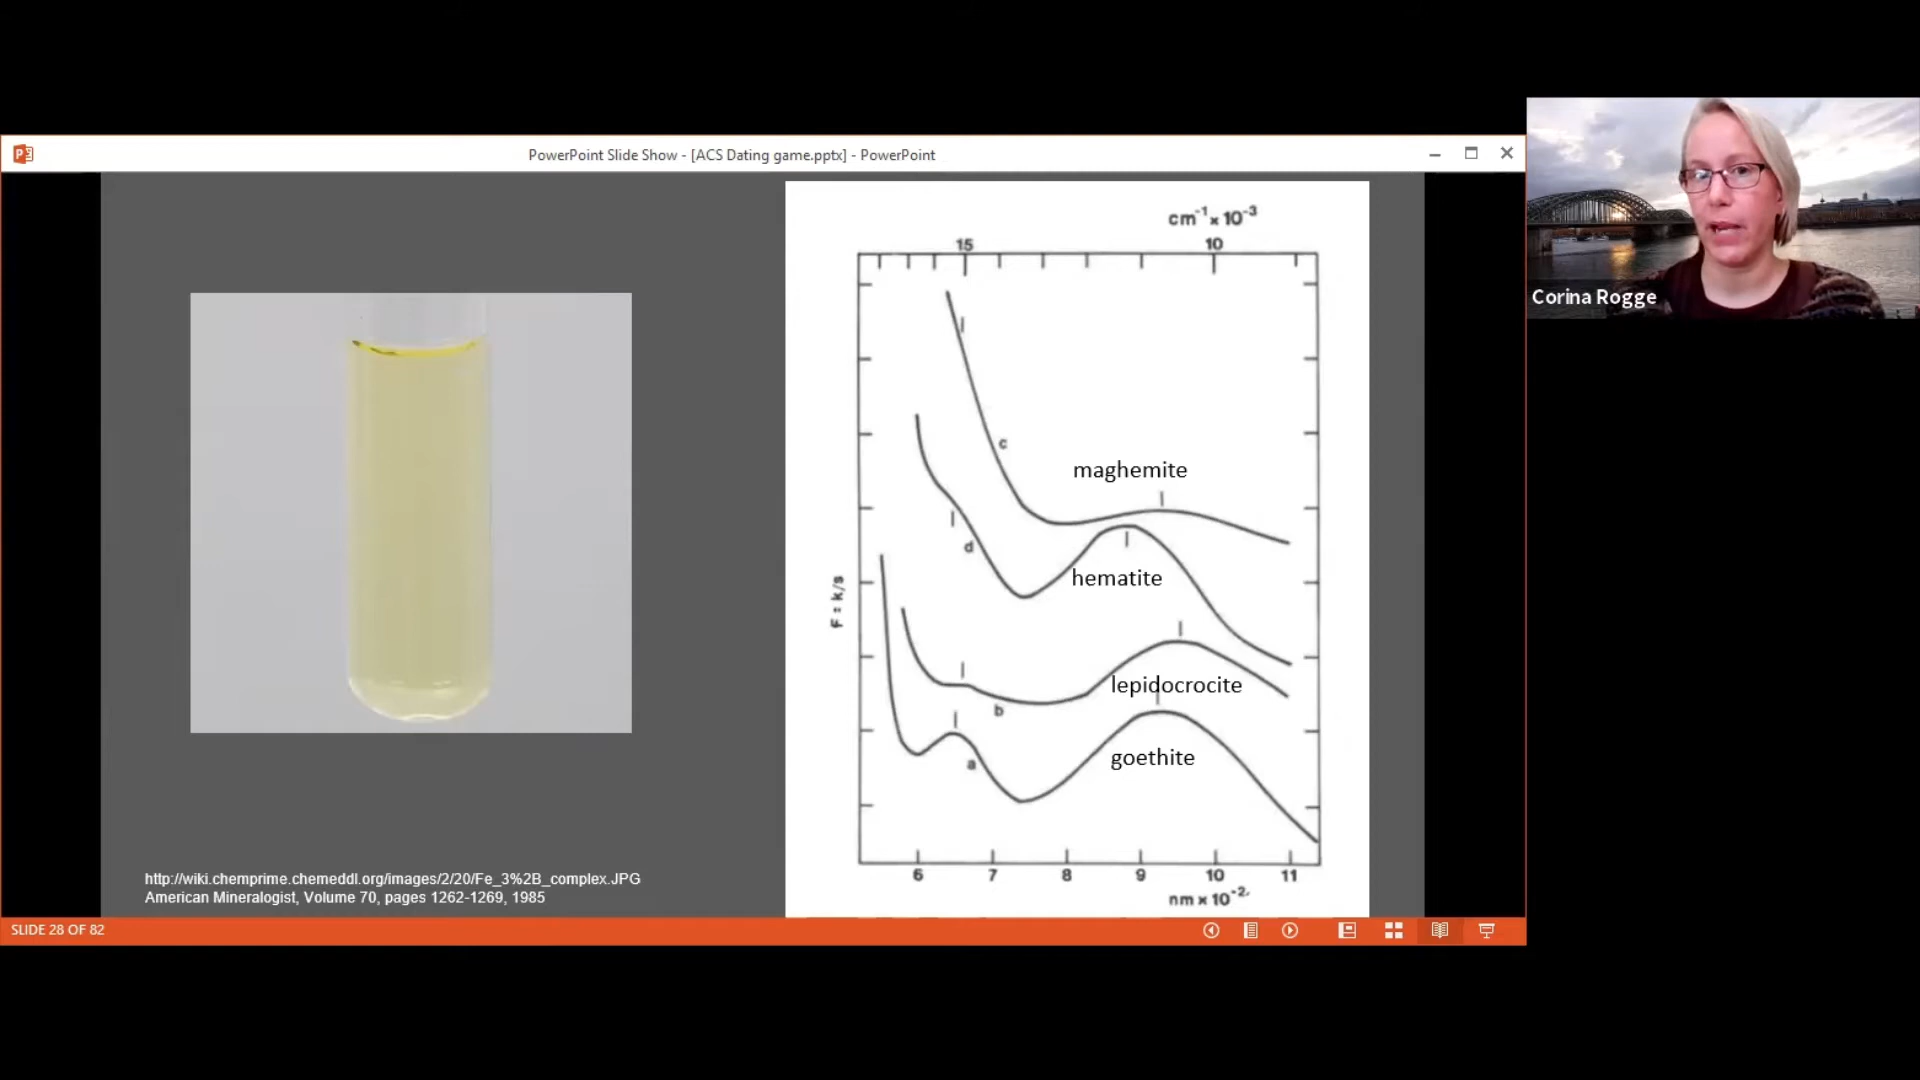 PowerPoint Slide Show - [ACS Dating game.pptx] - PowerPoint
cm⁻¹ x 10⁻³
15 10
c
maghemite
d
hematite
F = k/s
lepidocrocite
b
goethite
a
6 7 8 9 10 11
nm x 10⁻²
http://wiki.chemprime.chemeddl.org/images/2/20/Fe_3%2B_complex.JPG
American Mineralogist, Volume 70, pages 1262-1269, 1985
SLIDE 28 OF 82
Corina Rogge